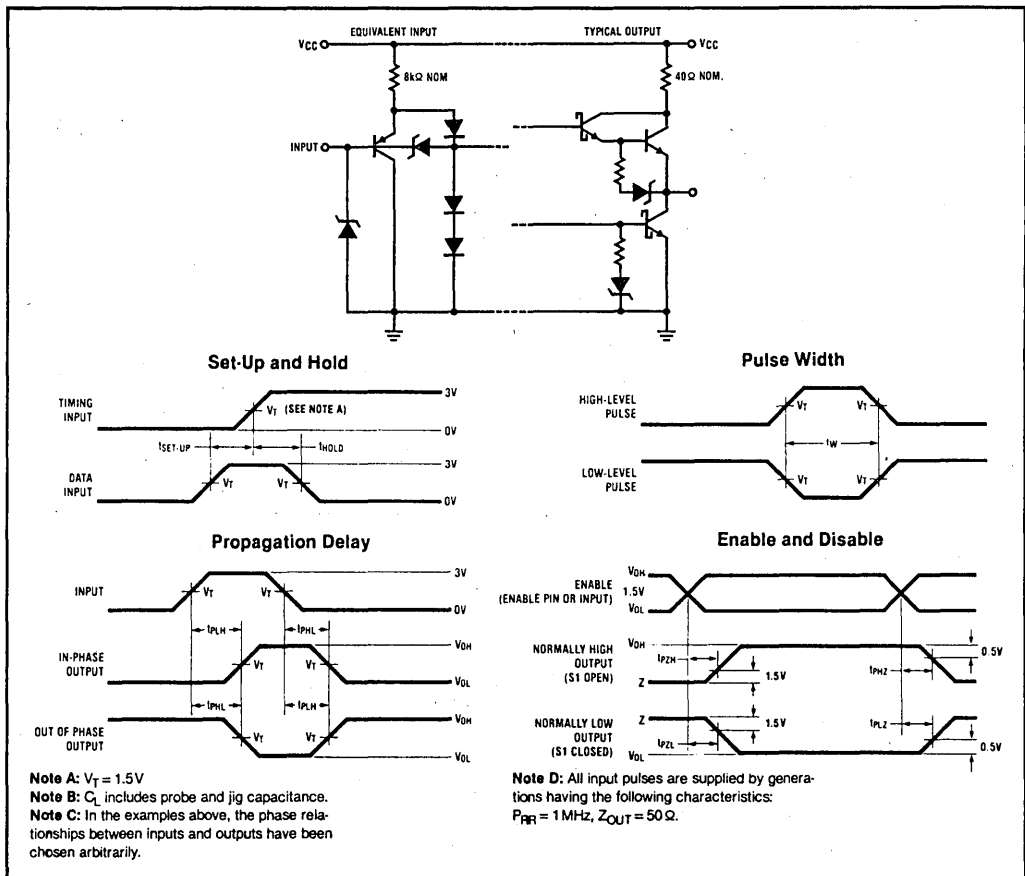 EQUIVALENT INPUT
TYPICAL OUTPUT
VCC
VCC
8kΩ NOM
40Ω NOM.
INPUT
Set-Up and Hold
TIMING
INPUT
VT (SEE NOTE A)
3V
0V
tSET-UP
tHOLD
DATA
INPUT
VT
VT
3V
0V
Pulse Width
HIGH-LEVEL
PULSE
VT
VT
tW
LOW-LEVEL
PULSE
VT
VT
Propagation Delay
INPUT
VT
VT
3V
0V
tPLH
tPHL
IN-PHASE
OUTPUT
VT
VT
VOH
VOL
tPHL
tPLH
OUT OF PHASE
OUTPUT
VT
VT
VOH
VOL
Enable and Disable
ENABLE
(ENABLE PIN OR INPUT)
VOH
1.5V
VOL
NORMALLY HIGH
OUTPUT
(S1 OPEN)
VOH
Z
tPZH
1.5V
tPHZ
0.5V
NORMALLY LOW
OUTPUT
(S1 CLOSED)
Z
VOL
tPZL
1.5V
tPLZ
0.5V
Note A: VT = 1.5V
Note B: CL includes probe and jig capacitance.
Note C: In the examples above, the phase rela-
tionships between inputs and outputs have been
chosen arbitrarily.
Note D: All input pulses are supplied by genera-
tions having the following characteristics:
PRR = 1 MHz, ZOUT = 50 Ω.